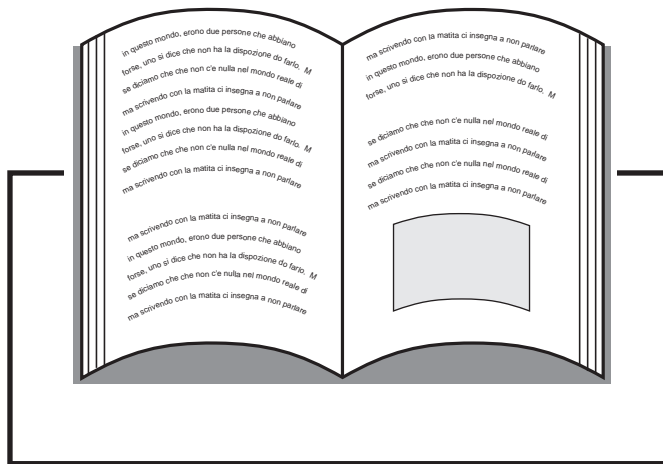 in questo mondo, erono due persone che abbiano
forse, uno si dice che non ha la dispozione do farlo. M
se diciamo che che non c'e nulla nel mondo reale di
ma scrivendo con la matita ci insegna a non parlare
in questo mondo, erono due persone che abbiano
forse, uno si dice che non ha la dispozione do farlo. M
se diciamo che che non c'e nulla nel mondo reale di
ma scrivendo con la matita ci insegna a non parlare
ma scrivendo con la matita ci insegna a non parlare
in questo mondo, erono due persone che abbiano
forse, uno si dice che non ha la dispozione do farlo. M
se diciamo che che non c'e nulla nel mondo reale di
ma scrivendo con la matita ci insegna a non parlare
ma scrivendo con la matita ci insegna a non parlare
in questo mondo, erono due persone che abbiano
forse, uno si dice che non ha la dispozione do farlo. M
se diciamo che che non c'e nulla nel mondo reale di
ma scrivendo con la matita ci insegna a non parlare
se diciamo che che non c'e nulla nel mondo reale di
ma scrivendo con la matita ci insegna a non parlare